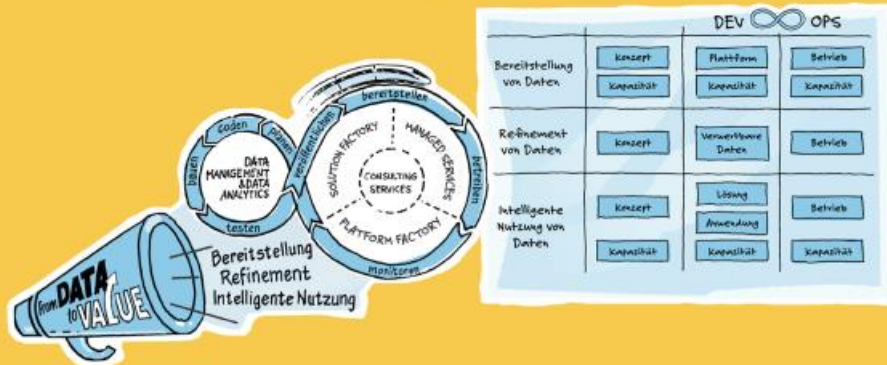 from DATA
to VALUE
Bereitstellung
Refinement
Intelligente Nutzung
DATA
MANAGEMENT
& DATA
ANALYTICS
planen
coden
bauen
testen
veröffentlichen
bereitstellen
betreiben
monitoren
SOLUTION FACTORY
MANAGED SERVICES
PLATFORM FACTORY
CONSULTING
SERVICES
DEV OPS
Bereitstellung
von Daten
Konzept Plattform Betrieb
Kapazität Kapazität Kapazität
Refinement
von Daten
Konzept
Verwertbare
Daten
Betrieb
Intelligente
Nutzung von
Daten
Konzept
Lösung
Anwendung
Betrieb
Kapazität Kapazität Kapazität